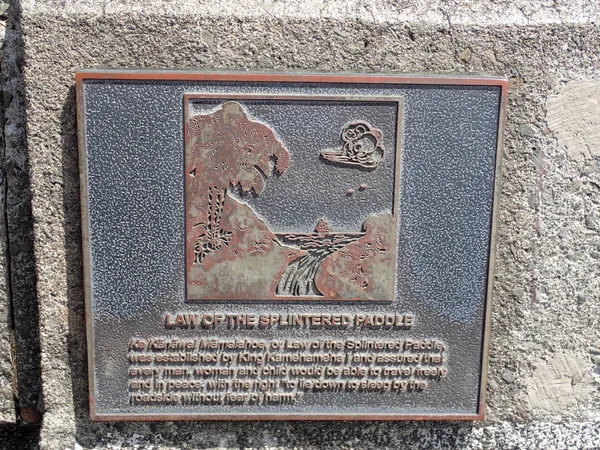 LAW OF THE SPLINTERED PADDLE
Ke Kānāwai Māmalahoe, or Law of the Splintered Paddle,
was established by King Kamehameha I and assured that
every man, woman and child would be able to travel freely
and in peace, with the right "to lie down to sleep by the
roadside without fear of harm."